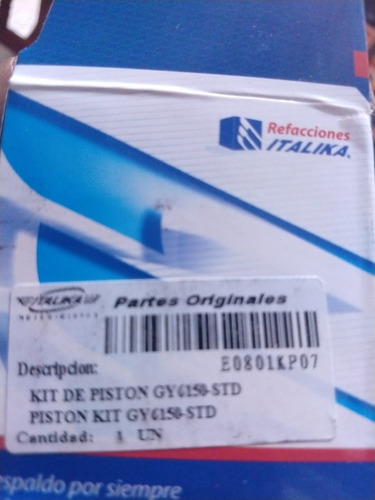 Refacciones
ITALIKA.
ITALIKA
MOTOCICLETAS
Partes Originales
Descripcion:
E0801KP07
KIT DE PISTON GY6150-STD
PISTON KIT GY6150-STD
Cantidad: 1 UN
espaldo por siempre